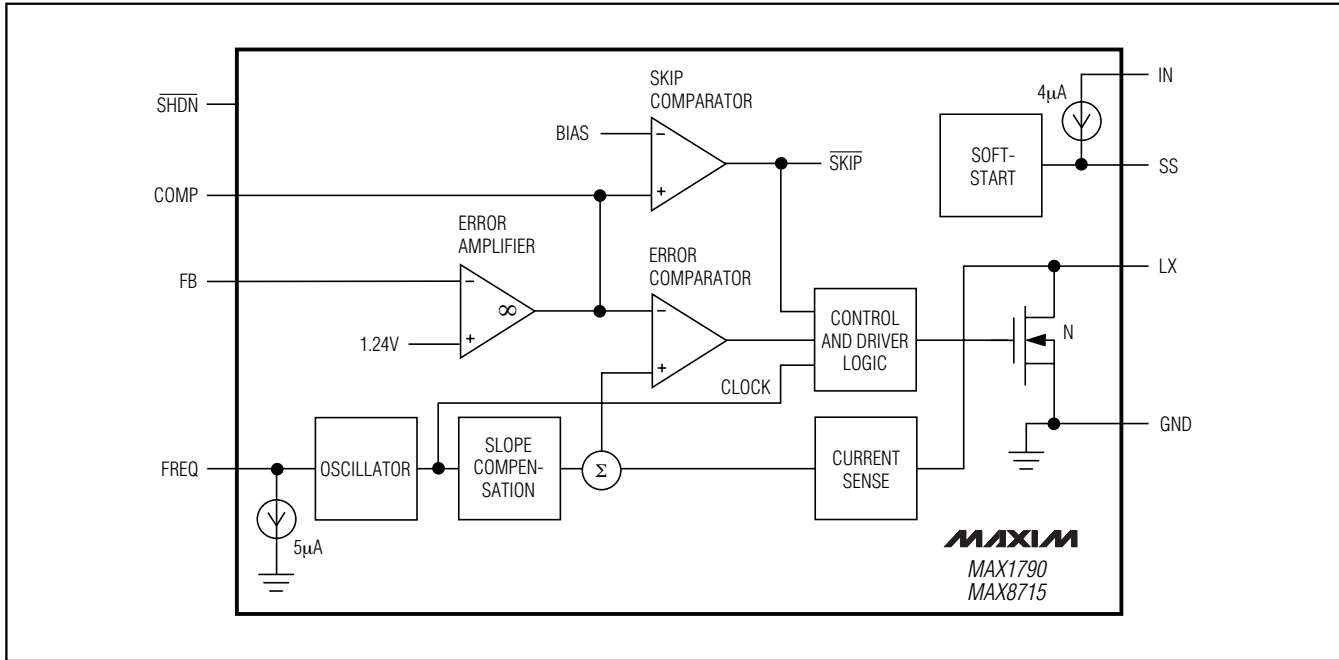 SKIP
COMPARATOR
IN
4μA
SHDN
BIAS
−
SKIP
SOFT-
START
SS
COMP
+
ERROR
AMPLIFIER
ERROR
COMPARATOR
LX
FB
−
∞
−
CONTROL
AND DRIVER
LOGIC
N
1.24V
+
+
CLOCK
GND
FREQ
OSCILLATOR
SLOPE
COMPEN-
SATION
Σ
CURRENT
SENSE
5μA
MAXIM
MAX1790
MAX8715